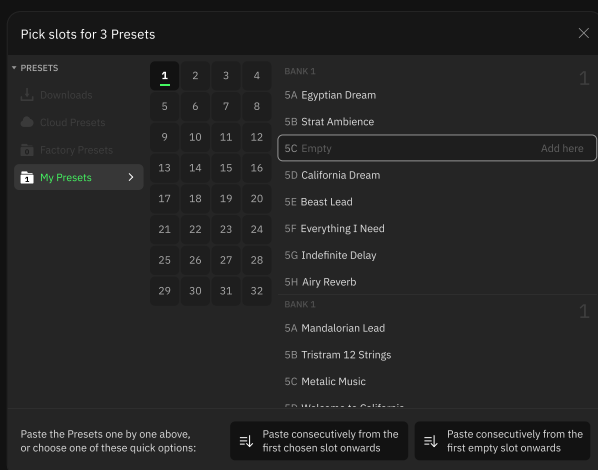 Pick slots for 3 Presets
PRESETS
Downloads
Cloud Presets
Factory Presets
1 My Presets
1 2 3 4
5 6 7 8
9 10 11 12
13 14 15 16
17 18 19 20
21 22 23 24
25 26 27 28
29 30 31 32
BANK 1 1
5A Egyptian Dream
5B Strat Ambience
5C Empty Add here
5D California Dream
5E Beast Lead
5F Everything I Need
5G Indefinite Delay
5H Airy Reverb
BANK 1 1
5A Mandalorian Lead
5B Tristram 12 Strings
5C Metalic Music
5D Welcome to California
Paste the Presets one by one above,
or choose one of these quick options:
Paste consecutively from the
first chosen slot onwards
Paste consecutively from the
first empty slot onwards